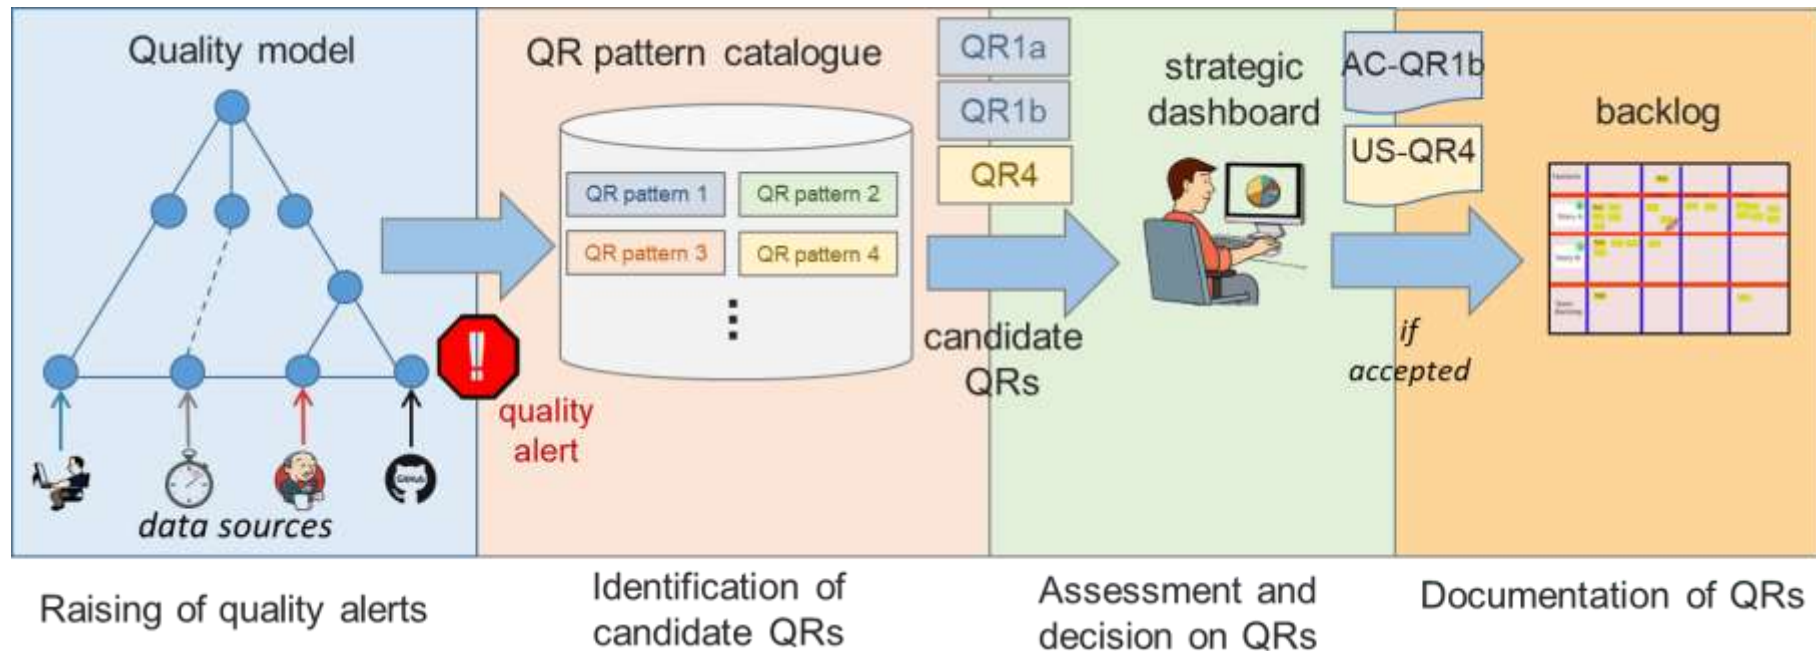 Quality model
data sources
quality
alert
QR pattern catalogue
QR pattern 1
QR pattern 2
QR pattern 3
QR pattern 4
QR1a
QR1b
QR4
candidate
QRs
strategic
dashboard
AC-QR1b
US-QR4
if
accepted
backlog
Raising of quality alerts
Identification of
candidate QRs
Assessment and
decision on QRs
Documentation of QRs